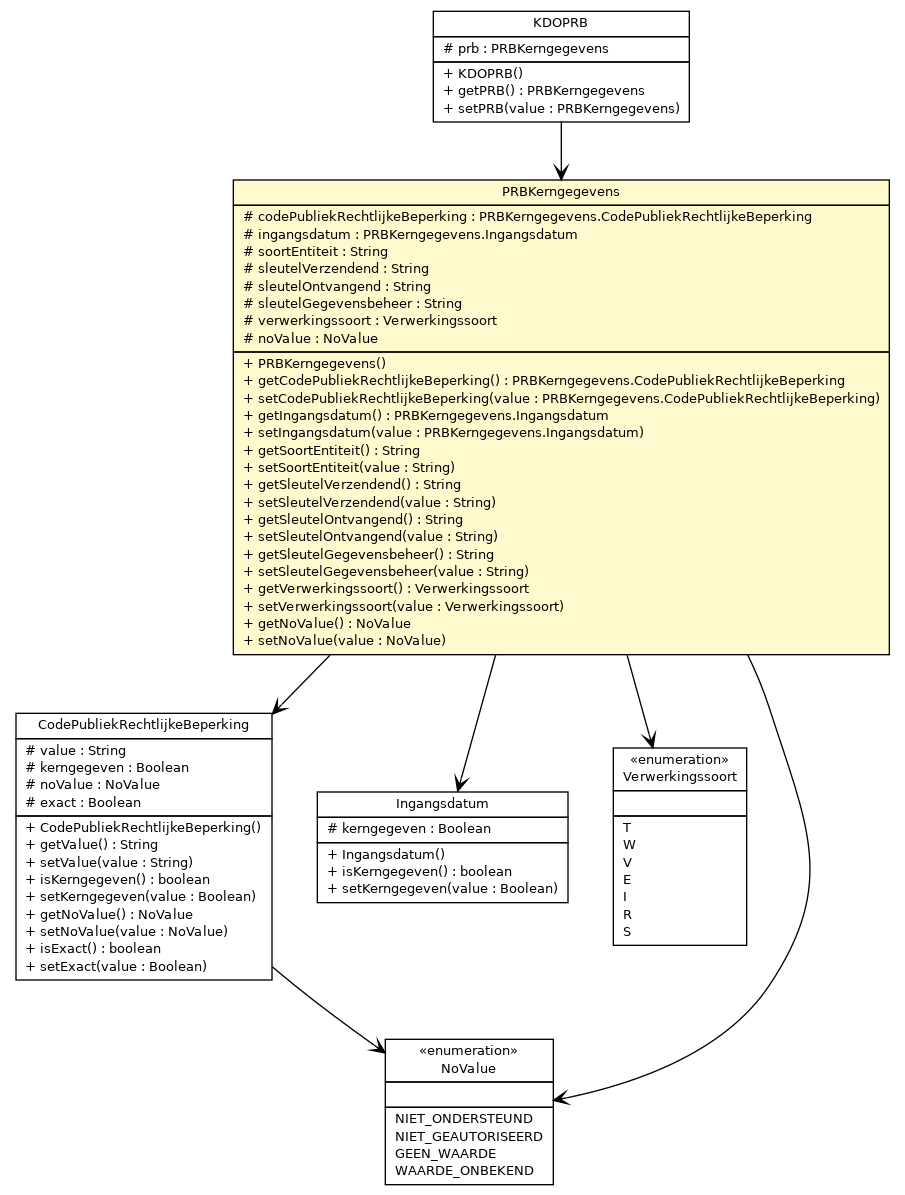 KDOPRB
# prb : PRBKerngegevens
+ KDOPRB()
+ getPRB() : PRBKerngegevens
+ setPRB(value : PRBKerngegevens)
PRBKerngegevens
# codePubliekRechtlijkeBeperking : PRBKerngegevens.CodePubliekRechtlijkeBeperking
# ingangsdatum : PRBKerngegevens.Ingangsdatum
# soortEntiteit : String
# sleutelVerzendend : String
# sleutelOntvangend : String
# sleutelGegevensbeheer : String
# verwerkingssoort : Verwerkingssoort
# noValue : NoValue
+ PRBKerngegevens()
+ getCodePubliekRechtlijkeBeperking() : PRBKerngegevens.CodePubliekRechtlijkeBeperking
+ setCodePubliekRechtlijkeBeperking(value : PRBKerngegevens.CodePubliekRechtlijkeBeperking)
+ getIngangsdatum() : PRBKerngegevens.Ingangsdatum
+ setIngangsdatum(value : PRBKerngegevens.Ingangsdatum)
+ getSoortEntiteit() : String
+ setSoortEntiteit(value : String)
+ getSleutelVerzendend() : String
+ setSleutelVerzendend(value : String)
+ getSleutelOntvangend() : String
+ setSleutelOntvangend(value : String)
+ getSleutelGegevensbeheer() : String
+ setSleutelGegevensbeheer(value : String)
+ getVerwerkingssoort() : Verwerkingssoort
+ setVerwerkingssoort(value : Verwerkingssoort)
+ getNoValue() : NoValue
+ setNoValue(value : NoValue)
CodePubliekRechtlijkeBeperking
# value : String
# kerngegeven : Boolean
# noValue : NoValue
# exact : Boolean
+ CodePubliekRechtlijkeBeperking()
+ getValue() : String
+ setValue(value : String)
+ isKerngegeven() : boolean
+ setKerngegeven(value : Boolean)
+ getNoValue() : NoValue
+ setNoValue(value : NoValue)
+ isExact() : boolean
+ setExact(value : Boolean)
Ingangsdatum
# kerngegeven : Boolean
+ Ingangsdatum()
+ isKerngegeven() : boolean
+ setKerngegeven(value : Boolean)
«enumeration»
Verwerkingssoort
T
W
V
E
I
R
S
«enumeration»
NoValue
NIET_ONDERSTEUND
NIET_GEAUTORISEERD
GEEN_WAARDE
WAARDE_ONBEKEND